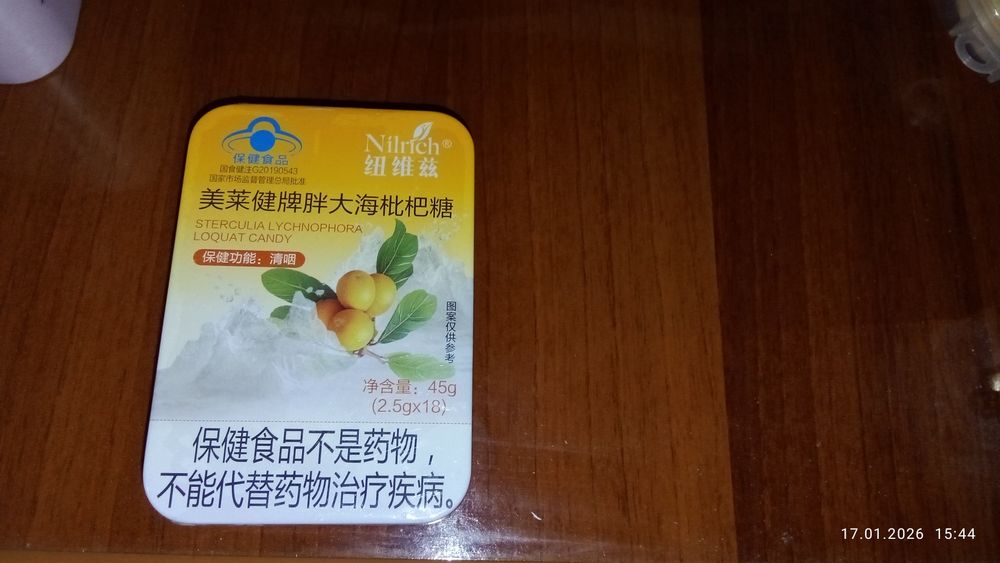 保健食品
国食健注G20190543
国家市场监督管理总局批准
Nilrich®
纽维兹
美莱健牌胖大海枇杷糖
STERCULIA LYCHNOPHORA
LOQUAT CANDY
保健功能：清咽
图案仅供参考
净含量：45g
(2.5gx18)
保健食品不是药物，
不能代替药物治疗疾病。
17.01.2026 15:44